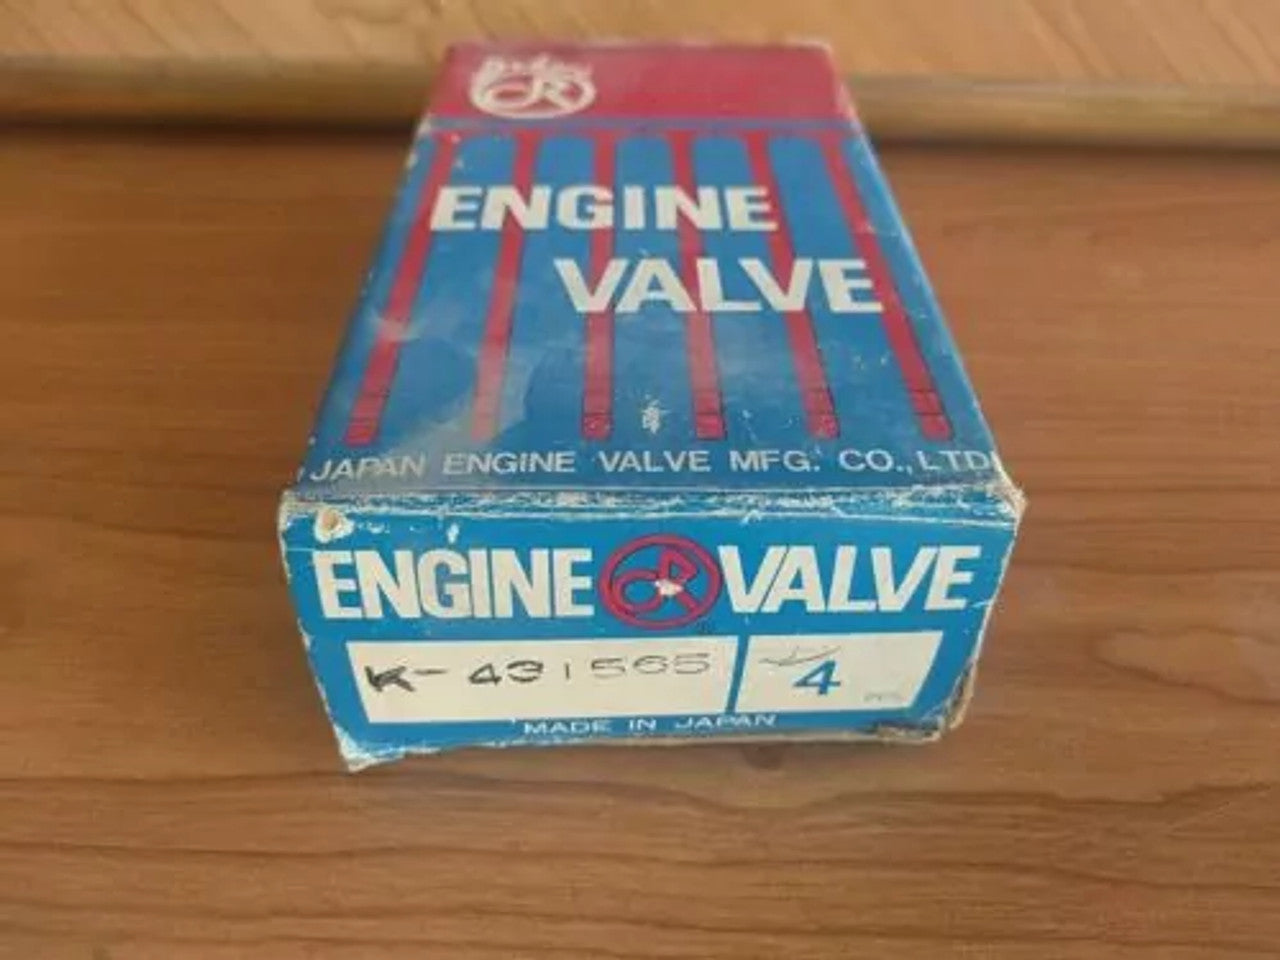 ENGINE
VALVE
JAPAN ENGINE VALVE MFG. CO., LTD
ENGINE VALVE
K-431565
4
MADE IN JAPAN